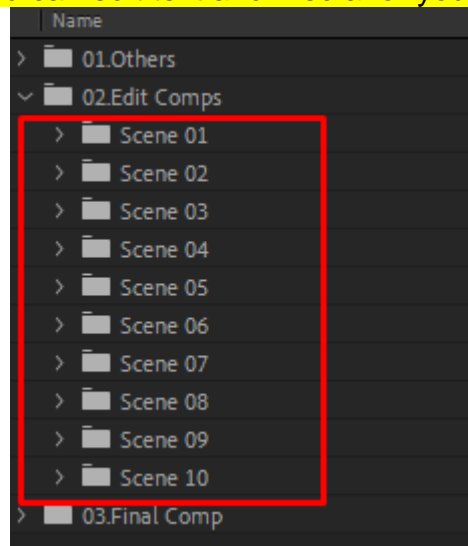 Name
01.Others
02.Edit Comps
Scene 01
Scene 02
Scene 03
Scene 04
Scene 05
Scene 06
Scene 07
Scene 08
Scene 09
Scene 10
03.Final Comp